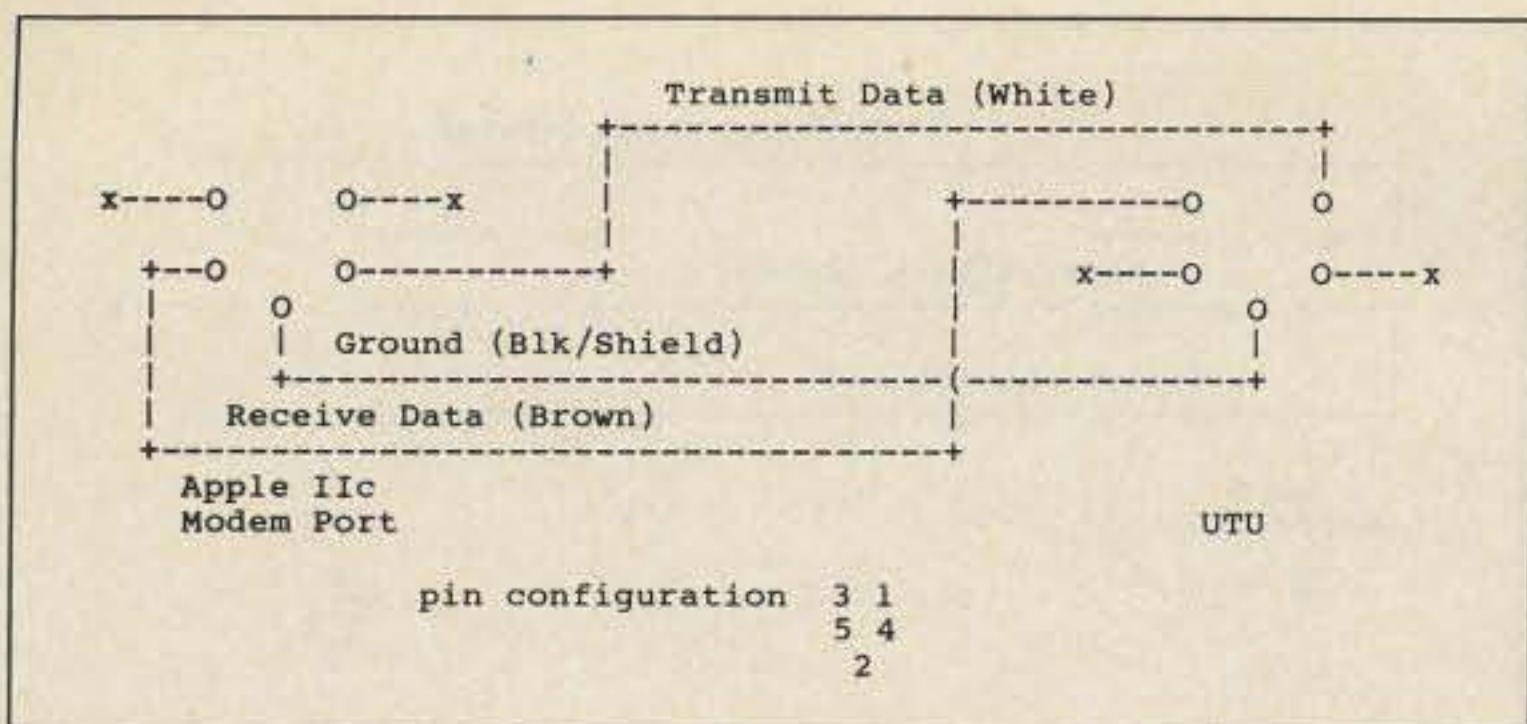 Transmit Data (White)
+---------------------------------+
x----O O----x +-----------O O
+--O O------------+ x----O O----x
O O
Ground (Blk/Shield)
+-------------------------------(--------------+
Receive Data (Brown)
+-------------------------------------+
Apple IIc
Modem Port UTU
pin configuration 3 1
5 4
2